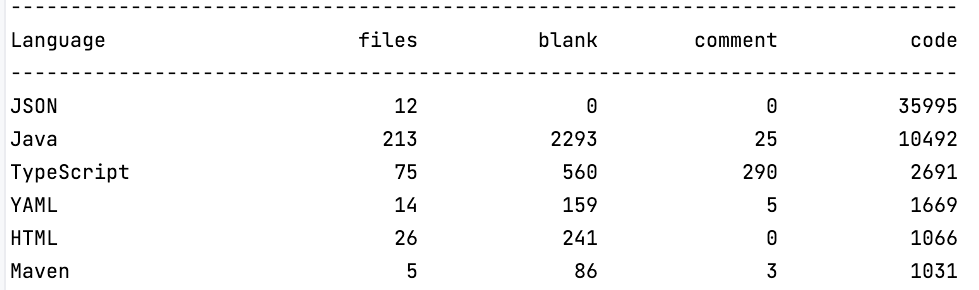 -------------------------------------------------------------------------------
Language                     files          blank        comment           code
-------------------------------------------------------------------------------
JSON                            12              0              0          35995
Java                           213           2293             25          10492
TypeScript                      75            560            290           2691
YAML                            14            159              5           1669
HTML                            26            241              0           1066
Maven                            5             86              3           1031